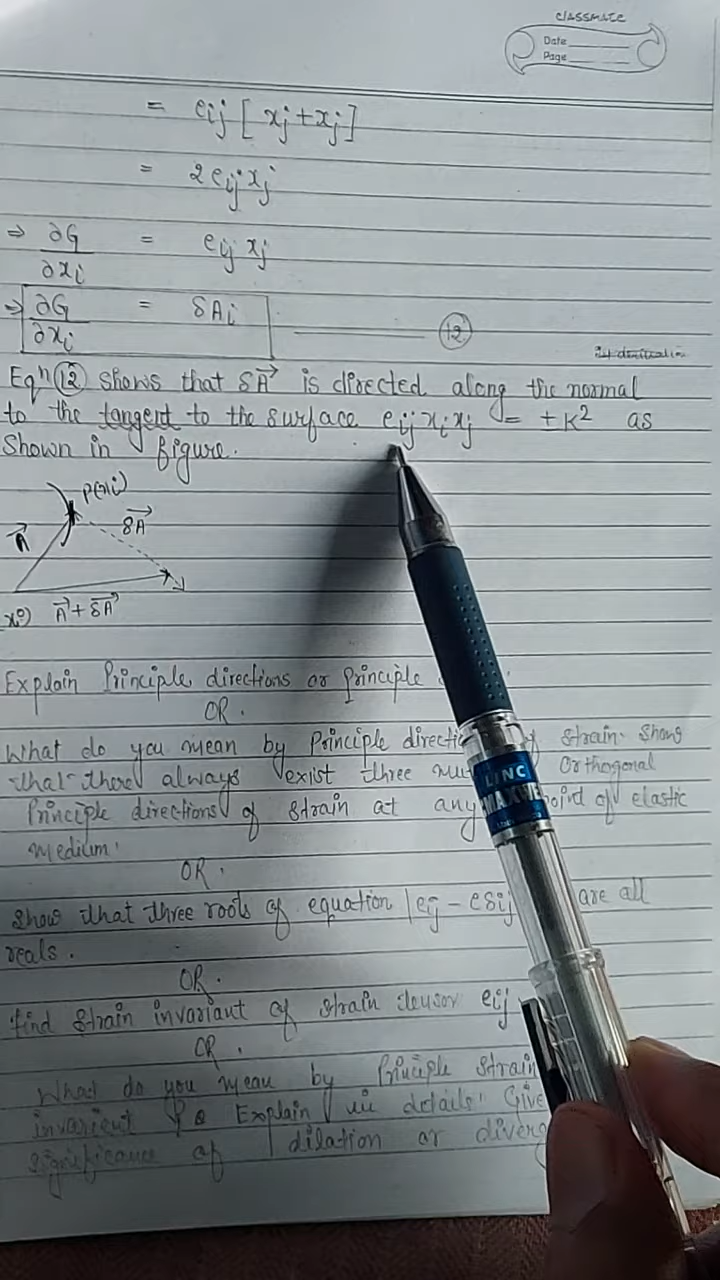 CLASSMATE
Date
Page
= eij [xj + xj]
= 2 eij xj
⇒ ∂G/∂xi = eij xj
⇒ ∂G/∂xi = δAi (12)
Eqⁿ (12) shows that δA⃗ is directed along the normal
to the tangent to the surface eij xi xj = ± K² as
Shown in figure.
P(xi)
A⃗ δA⃗
x⁰) A⃗ + δA⃗
Explain Principle directions or principle
OR.
What do you mean by Principle strain. Show
that there always exist three Orthogonal
Principle directions of strain at any point of elastic
medium.
OR.
Show that three roots of equation |eij - eδij are all
reals.
OR.
find strain invariant of strain tensor eij
OR.
What do you mean by Principle Strain
invarient Explain in details. Give
significance of dilation or diverg
LINC